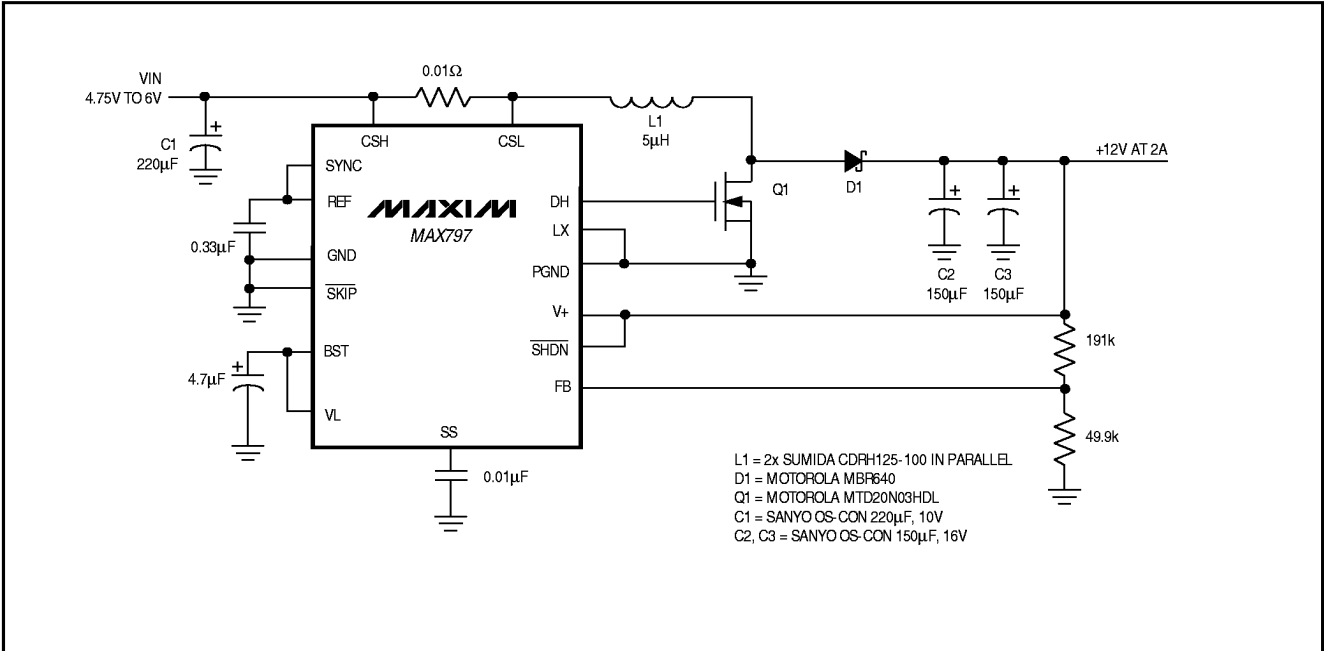 VIN
4.75V TO 6V
0.01Ω
C1
220µF
+
CSH
CSL
L1
5µH
SYNC
REF
0.33µF
GND
S̅K̅I̅P̅
MAXIM
MAX797
DH
LX
PGND
V+
S̅H̅D̅N̅
FB
Q1
D1
+12V AT 2A
+
+
C2
150µF
C3
150µF
191k
49.9k
BST
+
4.7µF
VL
SS
0.01µF
L1 = 2x SUMIDA CDRH125-100 IN PARALLEL
D1 = MOTOROLA MBR640
Q1 = MOTOROLA MTD20N03HDL
C1 = SANYO OS-CON 220µF, 10V
C2, C3 = SANYO OS-CON 150µF, 16V